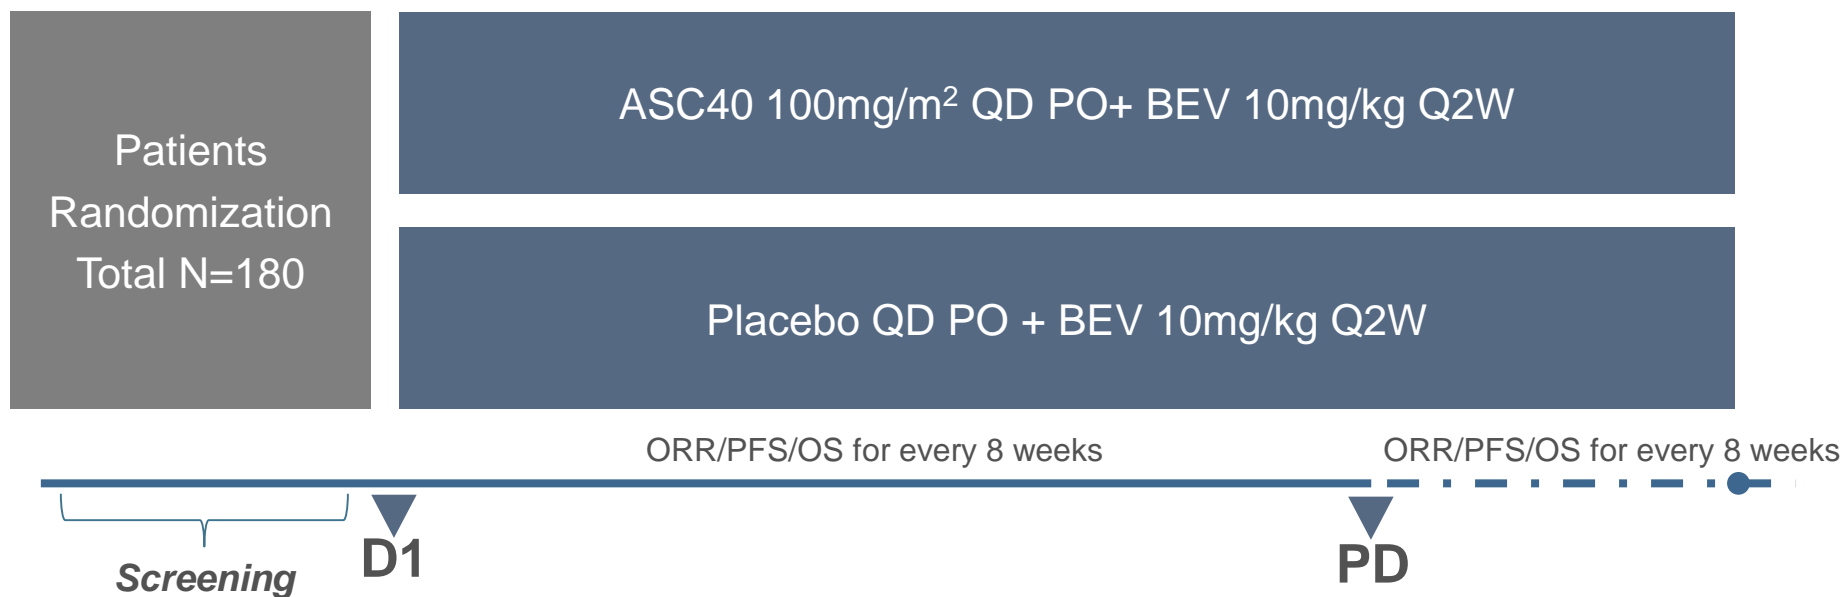 Patients
Randomization
Total N=180
ASC40 100mg/m² QD PO+ BEV 10mg/kg Q2W
Placebo QD PO + BEV 10mg/kg Q2W
ORR/PFS/OS for every 8 weeks
ORR/PFS/OS for every 8 weeks
Screening
D1
PD